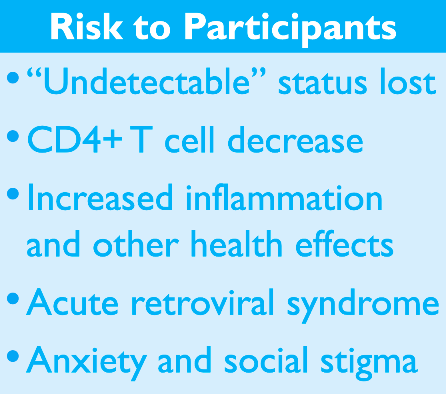 Risk to Participants
• “Undetectable” status lost
• CD4+ T cell decrease
• Increased inflammation
and other health effects
• Acute retroviral syndrome
• Anxiety and social stigma